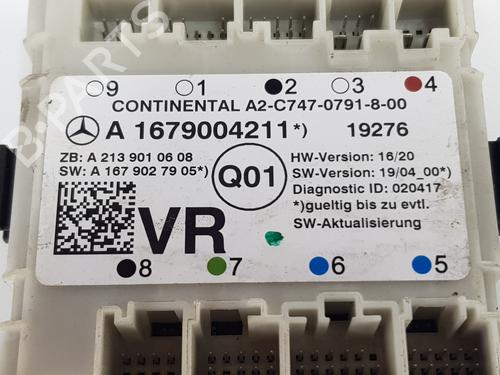 B-PARTS
9 1 2 3 4
CONTINENTAL A2-C747-0791-8-00
A 1679004211*) 19276
ZB: A 213 901 06 08
SW: A 167 902 79 05*)
Q01
HW-Version: 16/20
SW-Version: 19/04_00*)
Diagnostic ID: 020417
*)gueltig bis zu evtl.
SW-Aktualisierung
VR
8 7 6 5